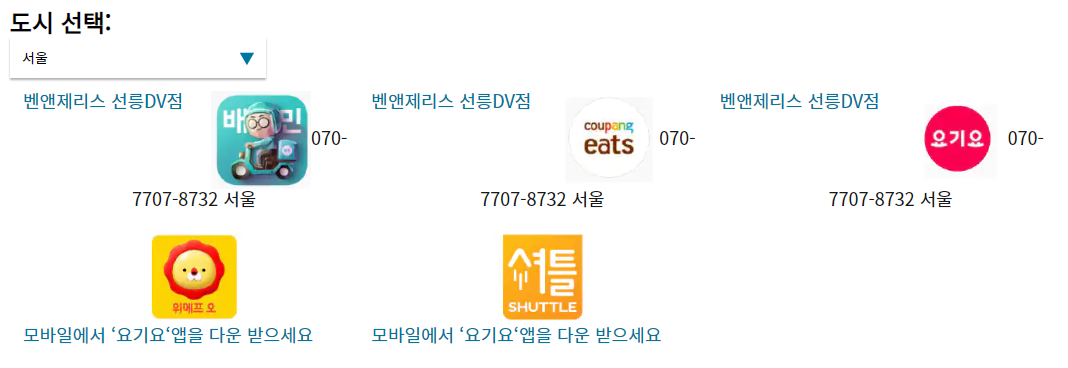 도시 선택:
서울
벤앤제리스 선릉DV점
배민
070-
7707-8732 서울
벤앤제리스 선릉DV점
coupang
eats
070-
7707-8732 서울
벤앤제리스 선릉DV점
요기요
070-
7707-8732 서울
위메프 오
모바일에서 ‘요기요‘앱을 다운 받으세요
셔틀
SHUTTLE
모바일에서 ‘요기요‘앱을 다운 받으세요